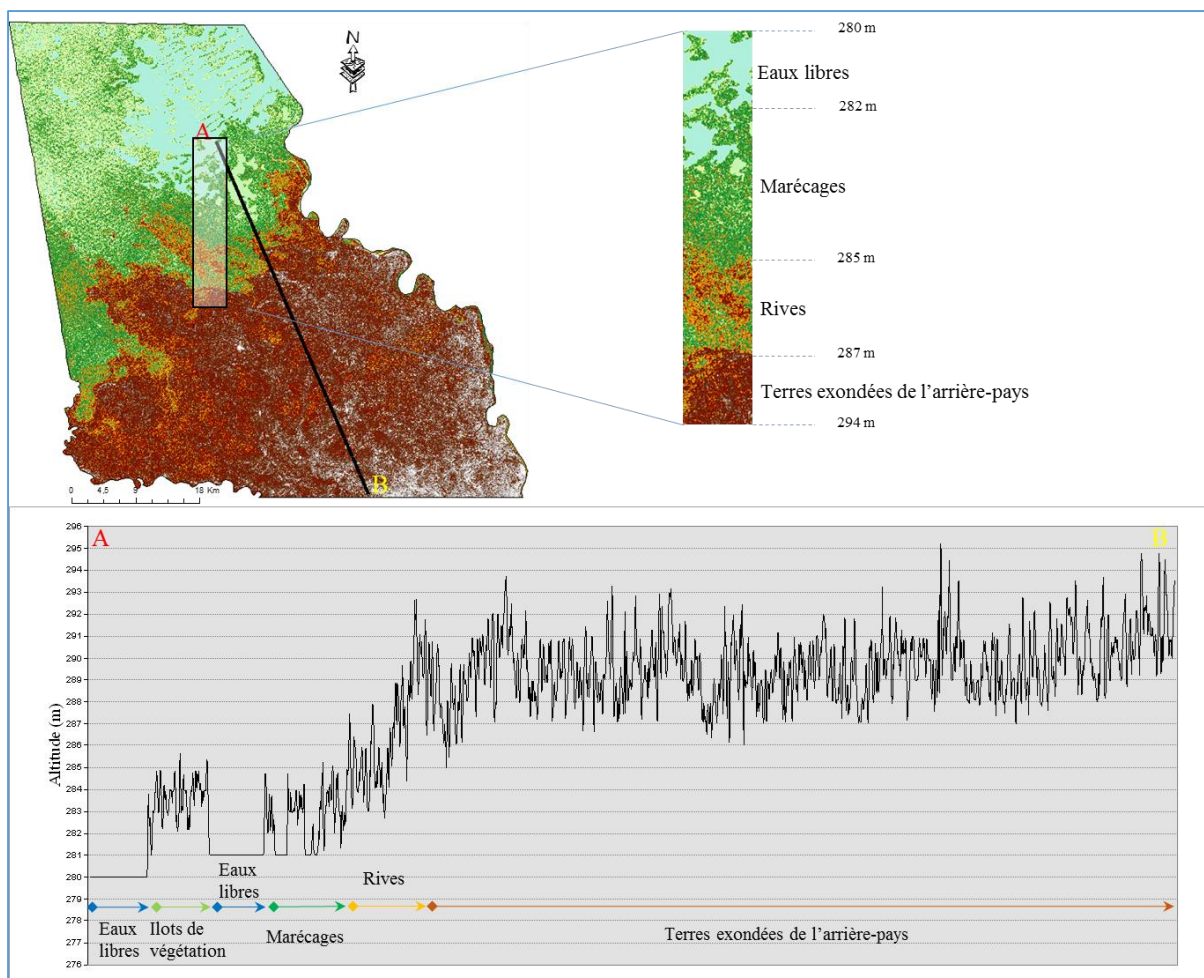 N
280 m
Eaux libres
282 m
A
Marécages
285 m
Rives
287 m
Terres exondées de l’arrière-pays
294 m
B
0 4,5 9 18 Km
A
B
Altitude (m)
296
295
294
293
292
291
290
289
288
287
286
285
284
283
282
281
280
279
278
277
276
Eaux
libres
Ilots de
végétation
Eaux
libres
Marécages
Rives
Terres exondées de l’arrière-pays